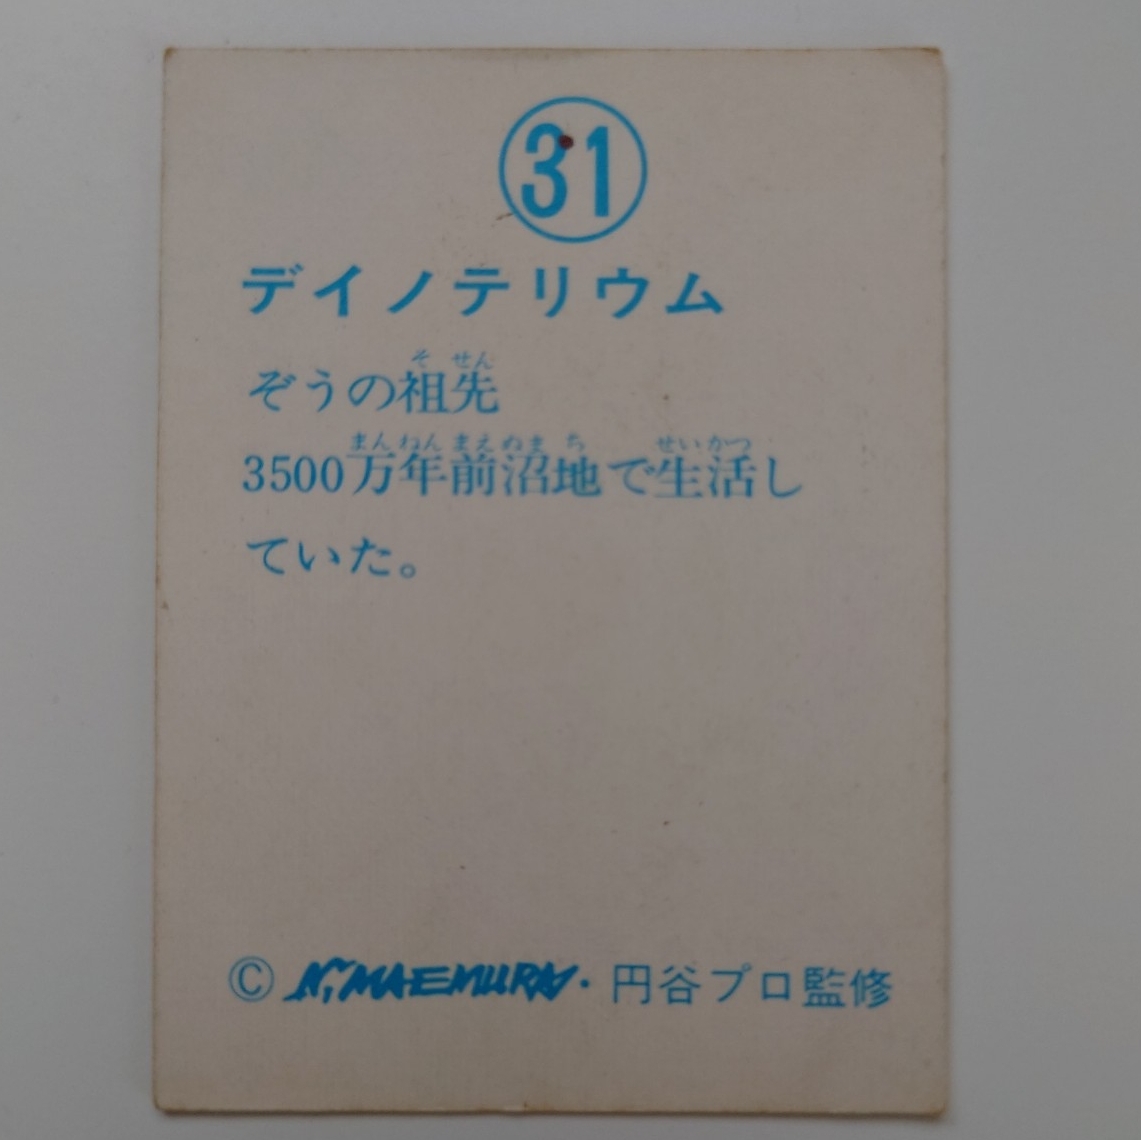 31
デイノテリウム
そ せん
ぞうの祖先
まんねんまえぬま ち せいかつ
3500万年前沼地で生活し
ていた。
© N, MAEMURA・円谷プロ監修